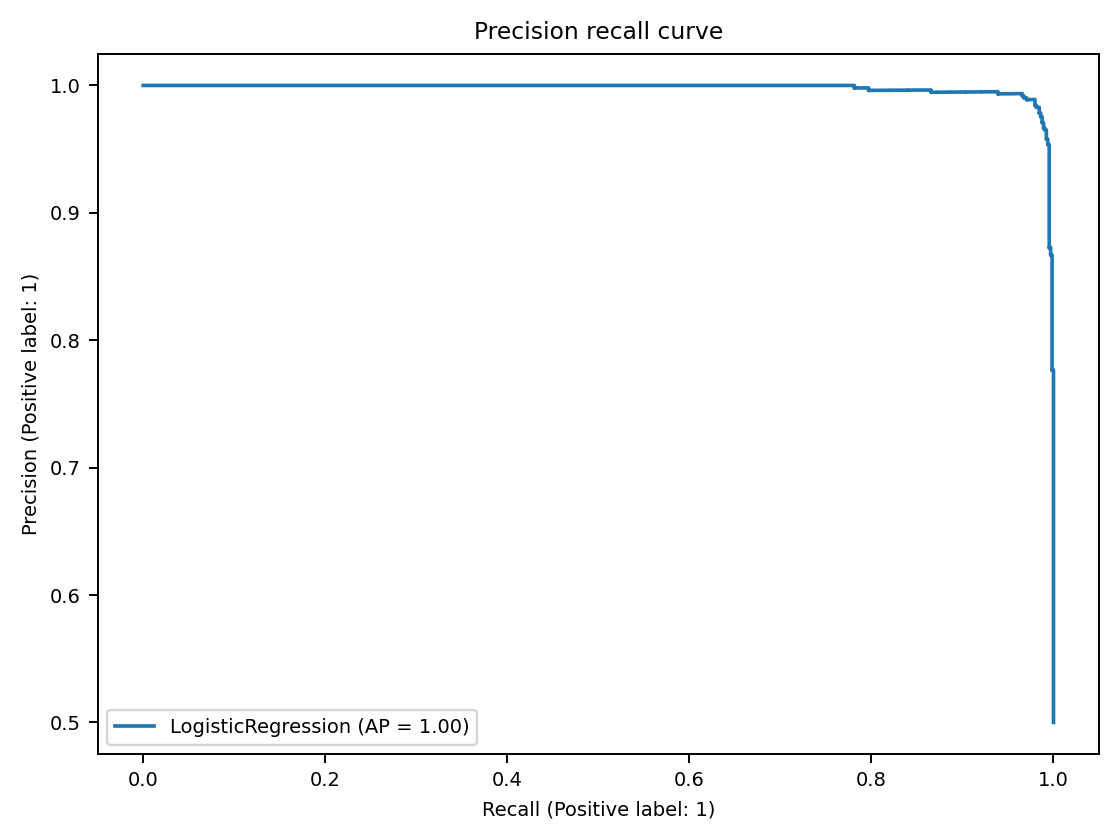 Precision recall curve
Precision (Positive label: 1)
1.0
0.9
0.8
0.7
0.6
0.5
LogisticRegression (AP = 1.00)
0.0 0.2 0.4 0.6 0.8 1.0
Recall (Positive label: 1)